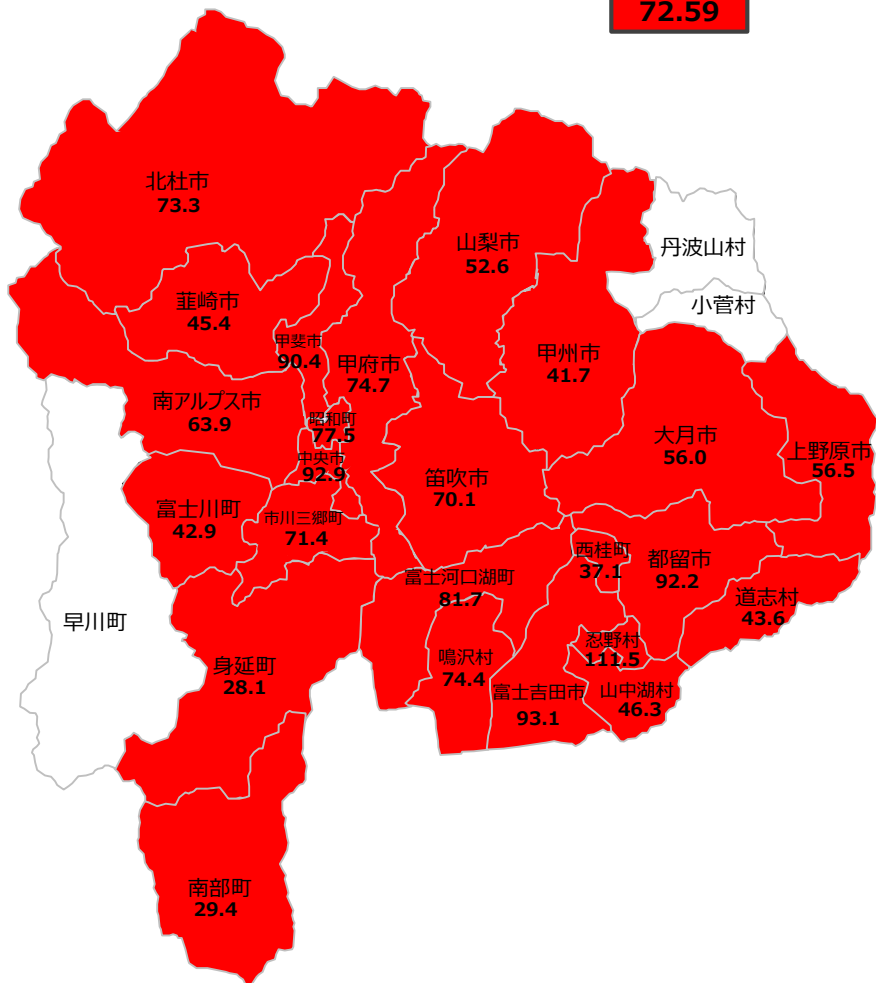 72.59
北杜市
73.3
山梨市
52.6
丹波山村
小菅村
韮崎市
45.4
甲斐市
90.4
甲府市
74.7
甲州市
41.7
南アルプス市
63.9
昭和町
77.5
大月市
56.0
上野原市
56.5
中央市
92.9
笛吹市
70.1
富士川町
42.9
市川三郷町
71.4
西桂町
37.1
都留市
92.2
富士河口湖町
81.7
道志村
43.6
早川町
身延町
28.1
鳴沢村
74.4
忍野村
111.5
富士吉田市
93.1
山中湖村
46.3
南部町
29.4